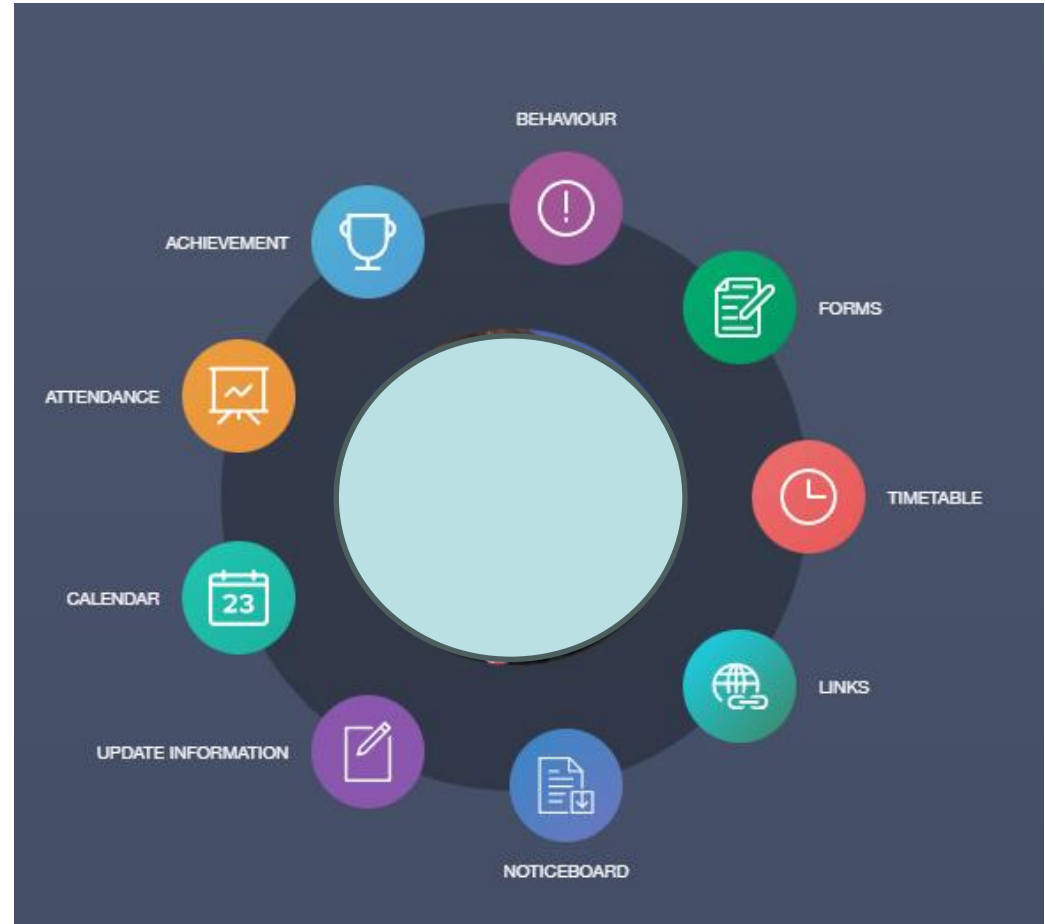 BEHAVIOUR
ACHIEVEMENT
FORMS
ATTENDANCE
TIMETABLE
CALENDAR
23
LINKS
UPDATE INFORMATION
NOTICEBOARD